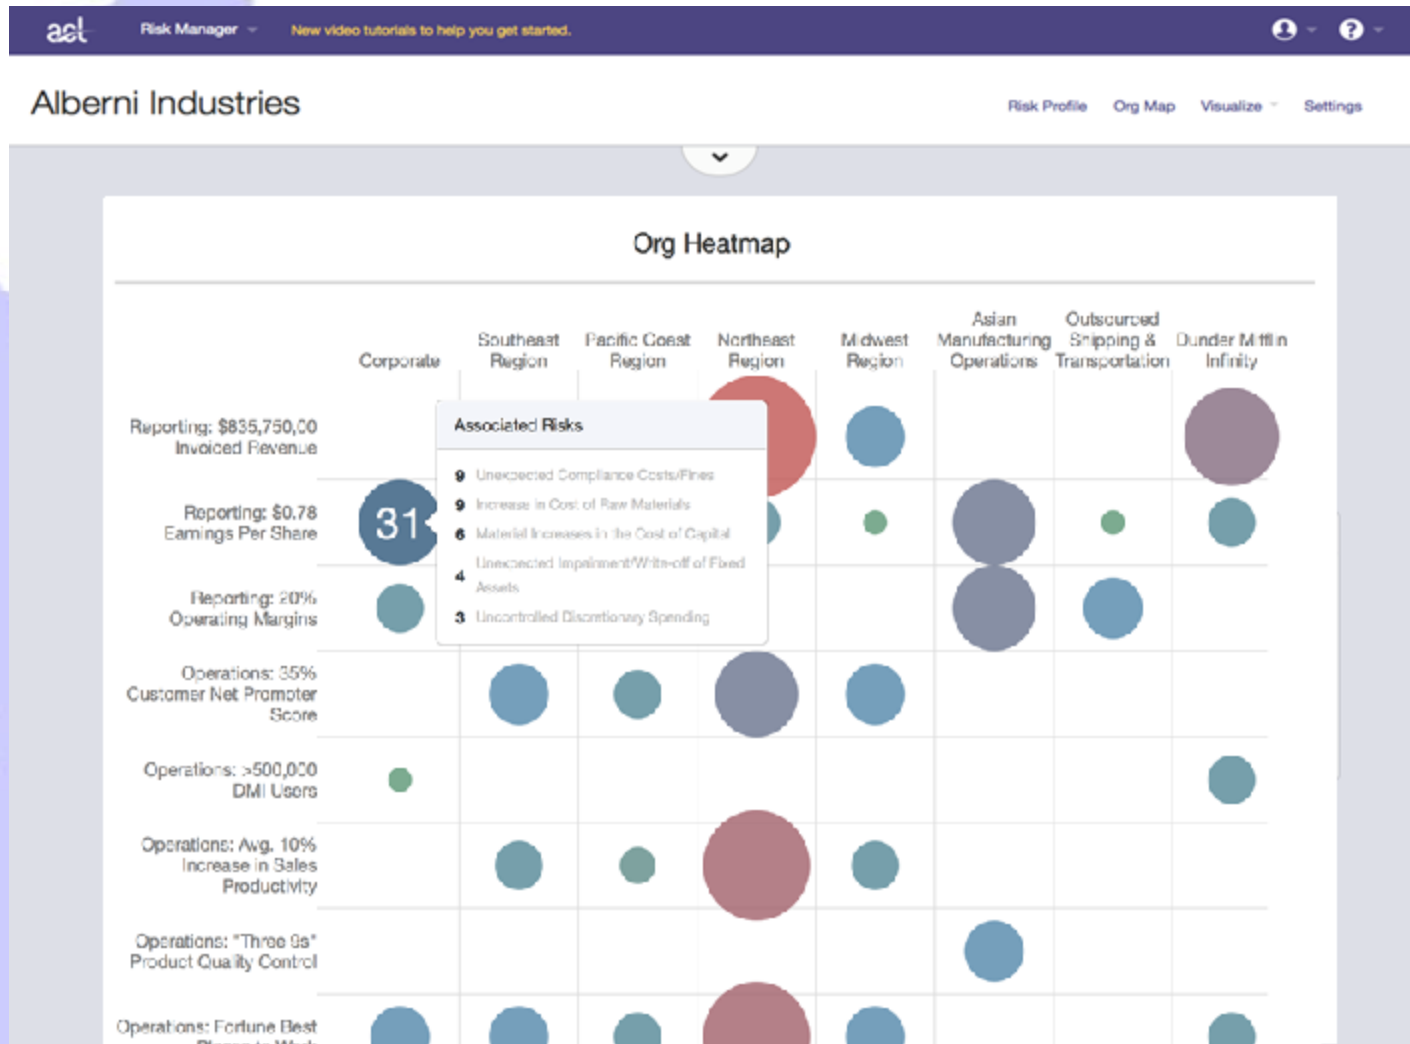 acl
Risk Manager
New video tutorials to help you get started.
?
Alberni Industries
Risk Profile
Org Map
Visualize
Settings
Org Heatmap
Corporate
Southeast
Region
Pacific Coast
Region
Northeast
Region
Midwest
Region
Asian
Manufacturing
Operations
Outsourced
Shipping &
Transportation
Dunder Mifflin
Infinity
Reporting: $835,750,00
Invoiced Revenue
Reporting: $0.78
Earnings Per Share
31
Associated Risks
9 Unexpected Compliance Costs/Fines
9 Increase in Cost of Raw Materials
6 Material Increases in the Cost of Capital
4 Unexpected Impairment/Write-off of Fixed
Assets
3 Uncontrolled Discretionary Spending
Reporting: 20%
Operating Margins
Operations: 35%
Customer Net Promoter
Score
Operations: >500,000
DMI Users
Operations: Avg. 10%
Increase in Sales
Productivity
Operations: "Three 9s"
Product Quality Control
Operations: Fortune Best